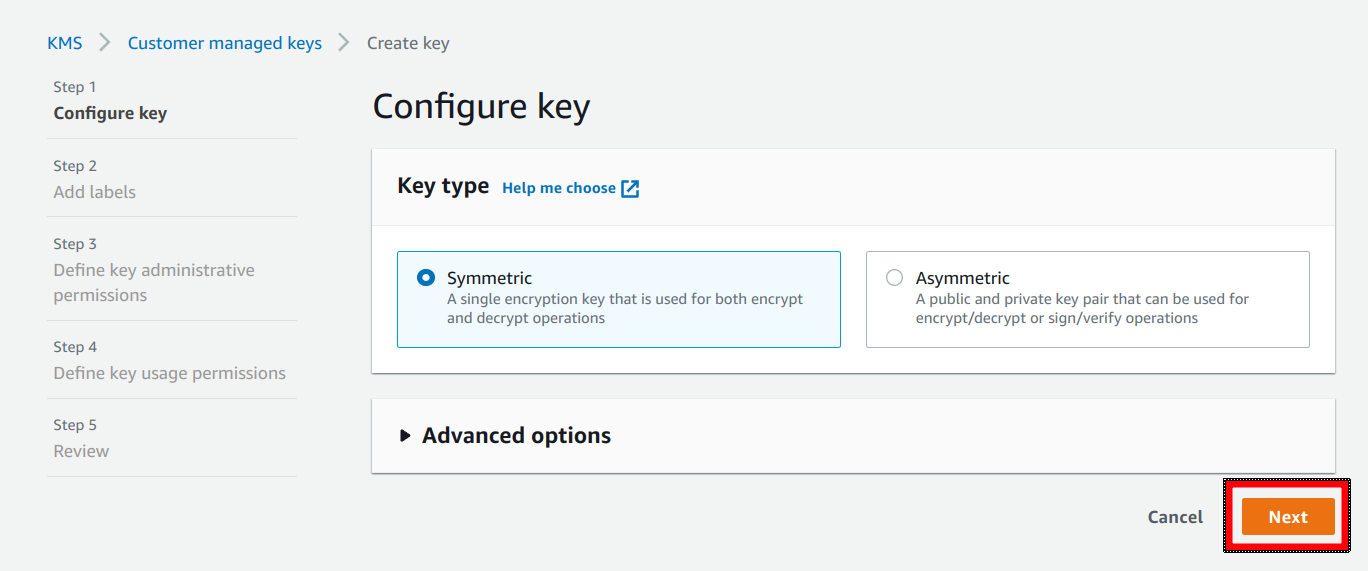 KMS > Customer managed keys > Create key
Step 1
Configure key
Step 2
Add labels
Step 3
Define key administrative
permissions
Step 4
Define key usage permissions
Step 5
Review
Configure key
Key type Help me choose
Symmetric
A single encryption key that is used for both encrypt
and decrypt operations
Asymmetric
A public and private key pair that can be used for
encrypt/decrypt or sign/verify operations
Advanced options
Cancel Next